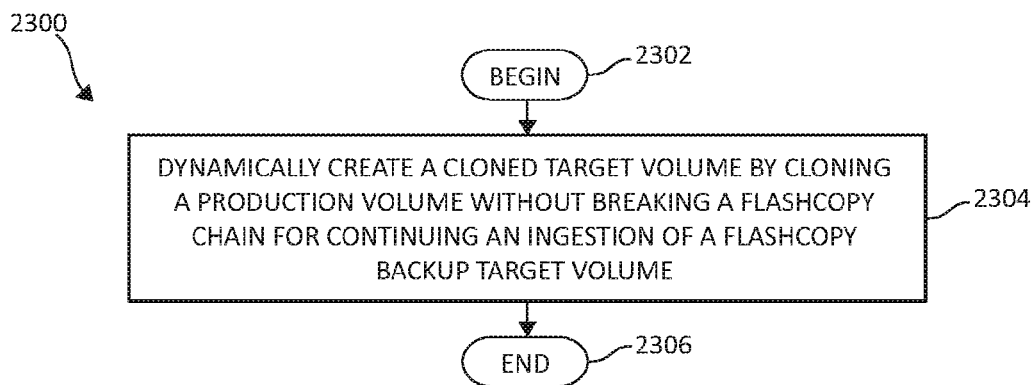 2300
BEGIN
2302
DYNAMICALLY CREATE A CLONED TARGET VOLUME BY CLONING
A PRODUCTION VOLUME WITHOUT BREAKING A FLASHCOPY
CHAIN FOR CONTINUING AN INGESTION OF A FLASHCOPY
BACKUP TARGET VOLUME
2304
END
2306